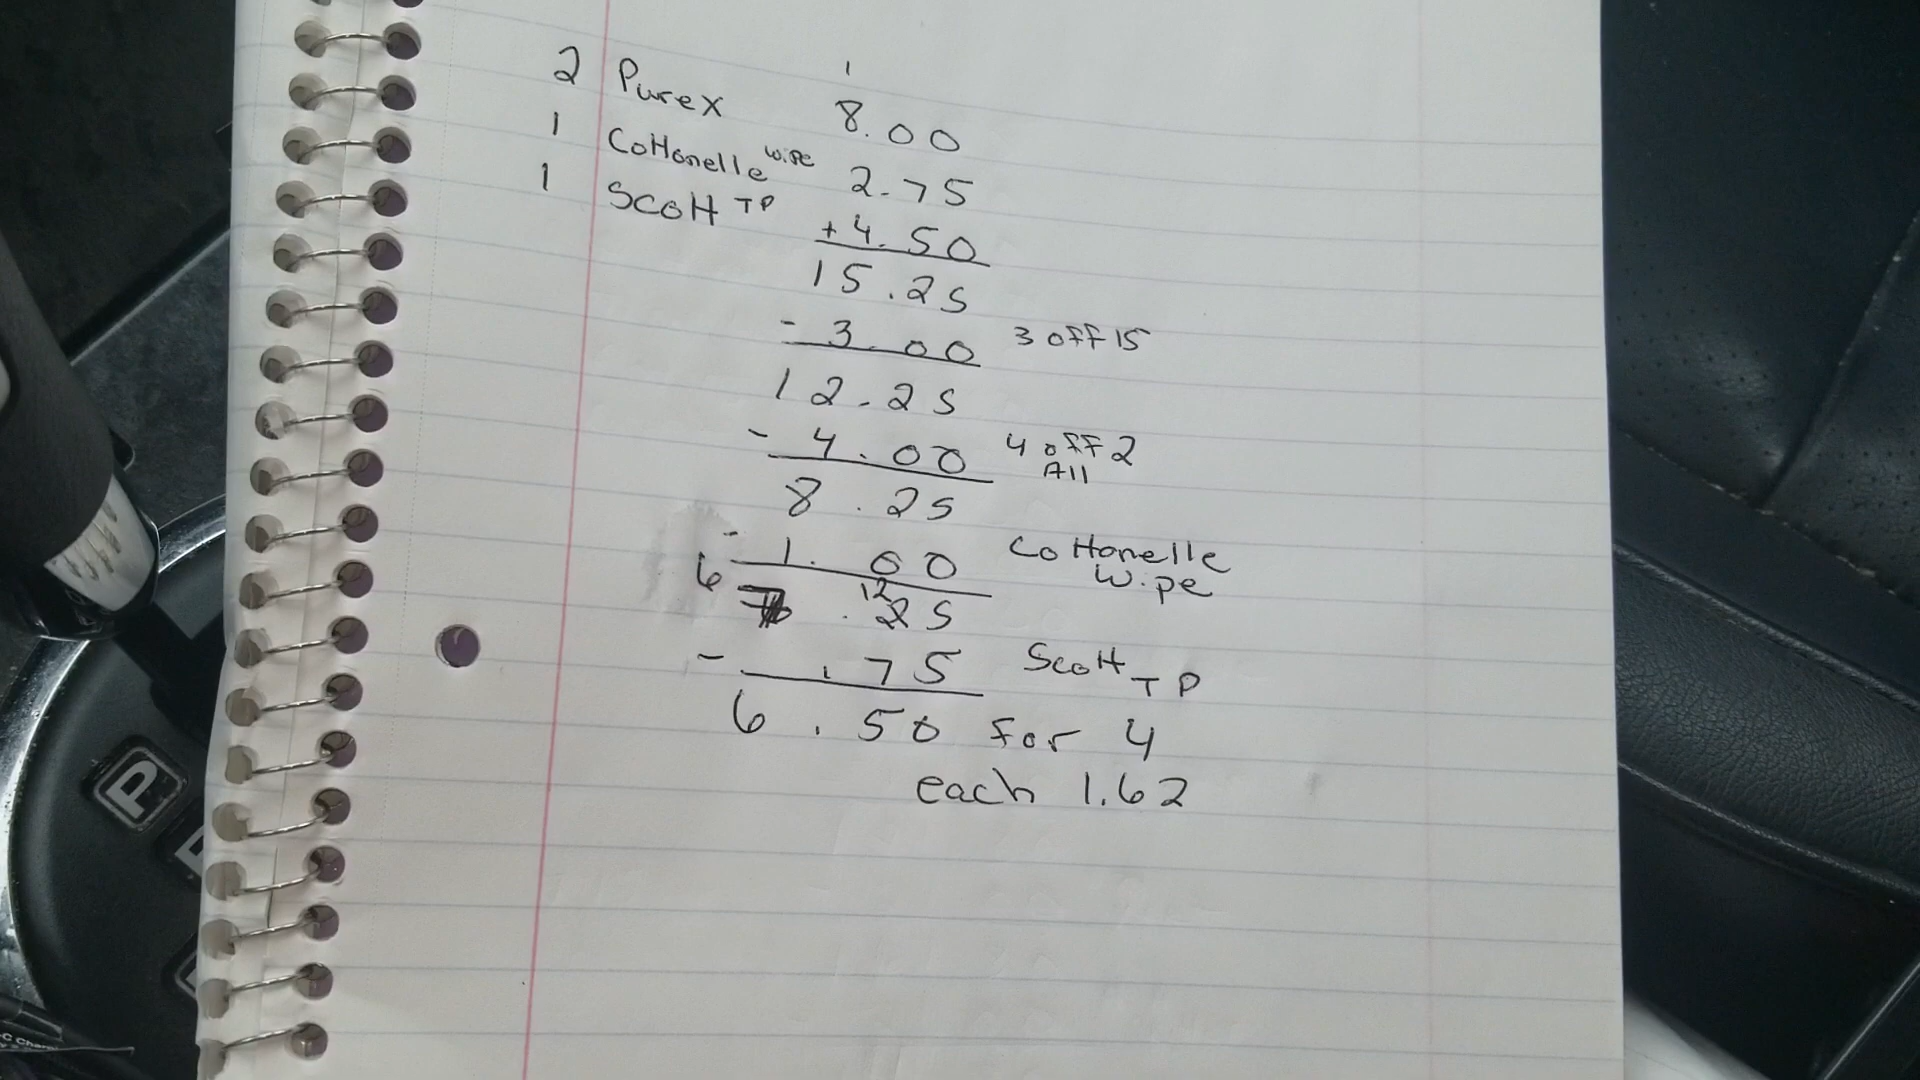 1
2 Purex 8.00
1 Cottonelle wipe 2.75
1 Scott TP +4.50
15.25
- 3.00 3 off 15
12.25
- 4.00 4 off 2
All
8.25
- 1.00 Cottonelle
wipe
6 12
7.25
- .75 Scott TP
6.50 for 4
each 1.62
P